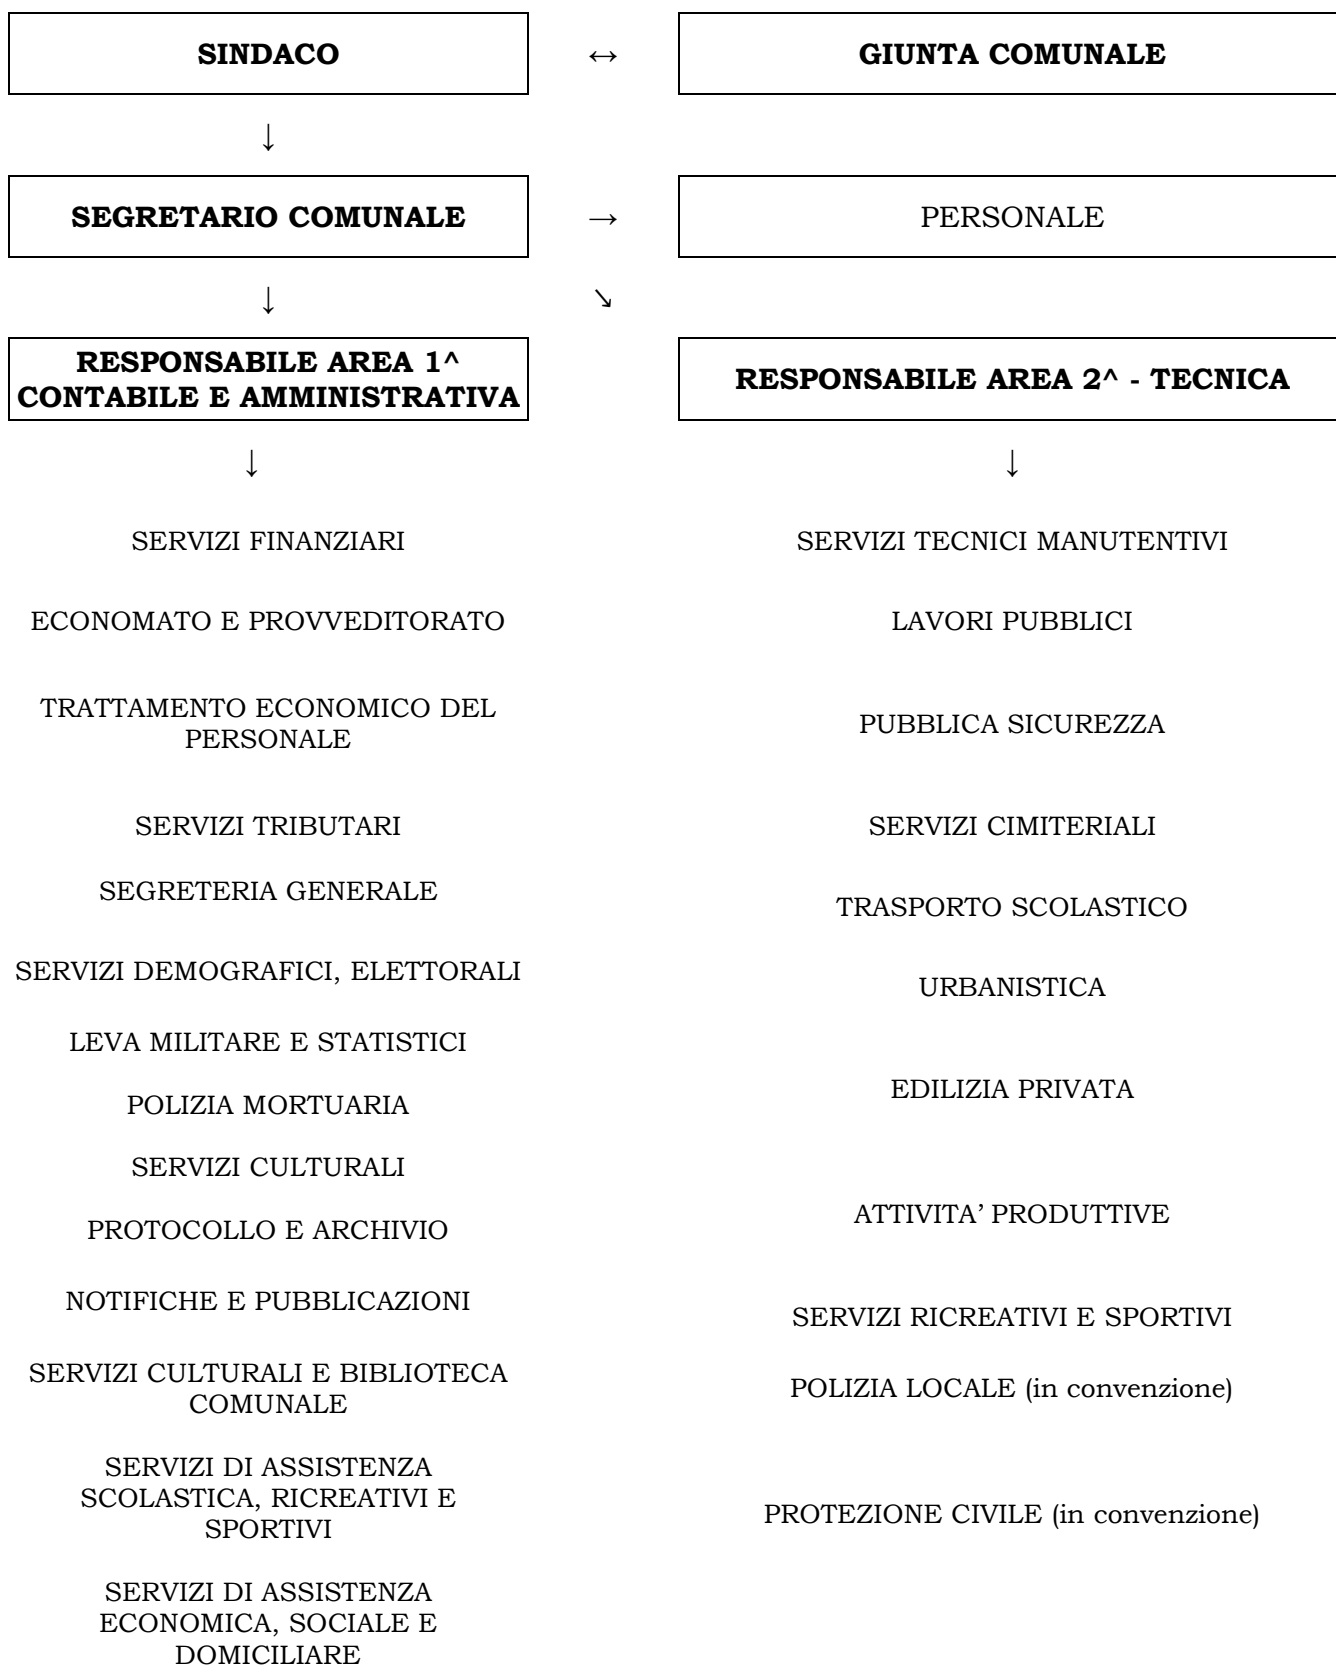 SINDACO ↔ GIUNTA COMUNALE
↓
SEGRETARIO COMUNALE → PERSONALE
↓ ↘
RESPONSABILE AREA 1^
CONTABILE E AMMINISTRATIVA
RESPONSABILE AREA 2^ - TECNICA
↓ ↓
SERVIZI FINANZIARI
ECONOMATO E PROVVEDITORATO
TRATTAMENTO ECONOMICO DEL
PERSONALE
SERVIZI TRIBUTARI
SEGRETERIA GENERALE
SERVIZI DEMOGRAFICI, ELETTORALI
LEVA MILITARE E STATISTICI
POLIZIA MORTUARIA
SERVIZI CULTURALI
PROTOCOLLO E ARCHIVIO
NOTIFICHE E PUBBLICAZIONI
SERVIZI CULTURALI E BIBLIOTECA
COMUNALE
SERVIZI DI ASSISTENZA
SCOLASTICA, RICREATIVI E
SPORTIVI
SERVIZI DI ASSISTENZA
ECONOMICA, SOCIALE E
DOMICILIARE
SERVIZI TECNICI MANUTENTIVI
LAVORI PUBBLICI
PUBBLICA SICUREZZA
SERVIZI CIMITERIALI
TRASPORTO SCOLASTICO
URBANISTICA
EDILIZIA PRIVATA
ATTIVITA’ PRODUTTIVE
SERVIZI RICREATIVI E SPORTIVI
POLIZIA LOCALE (in convenzione)
PROTEZIONE CIVILE (in convenzione)